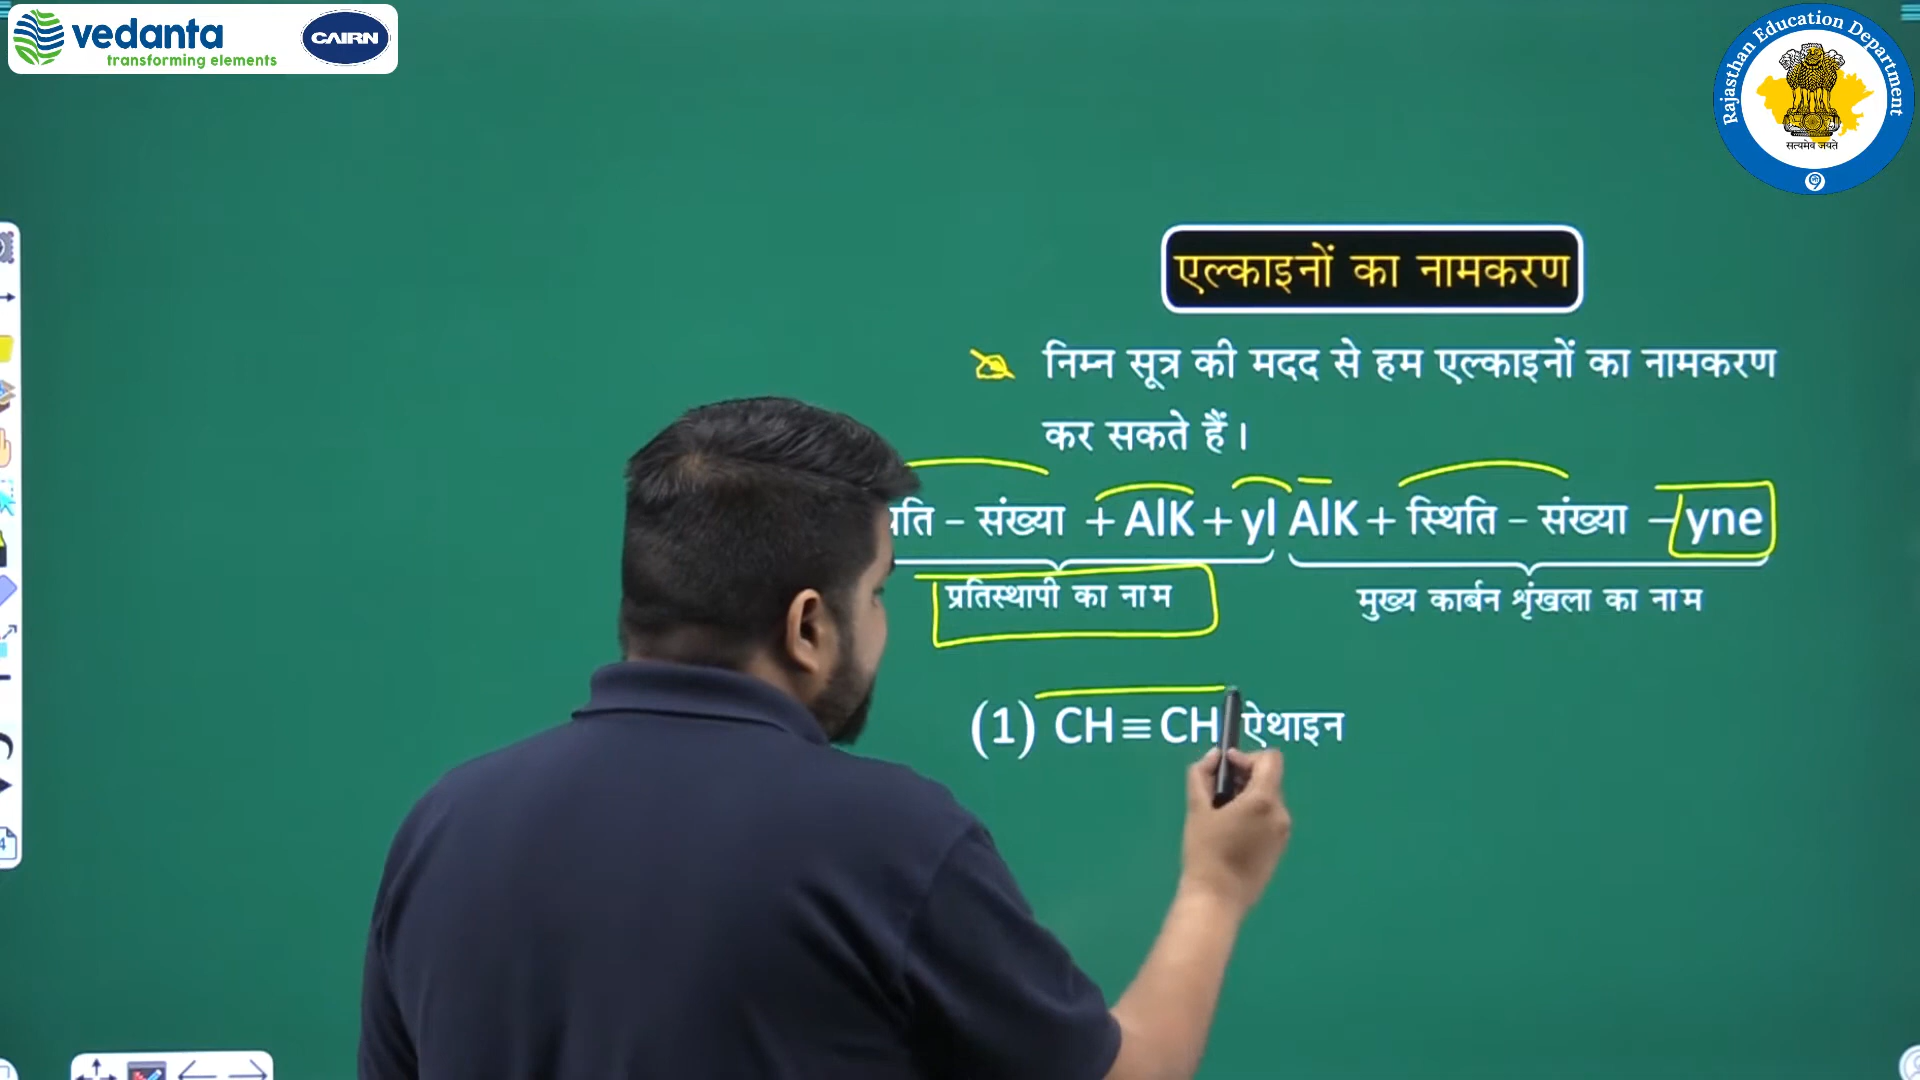 vedanta
transforming elements
CAIRN
Rajasthan Education Department
सत्यमेव जयते
एल्काइनों का नामकरण
निम्न सूत्र की मदद से हम एल्काइनों का नामकरण
कर सकते हैं।
– संख्या + AlK + yl AlK + स्थिति – संख्या – yne
प्रतिस्थापी का नाम
मुख्य कार्बन शृंखला का नाम
(1) CH≡CH ऐथाइन